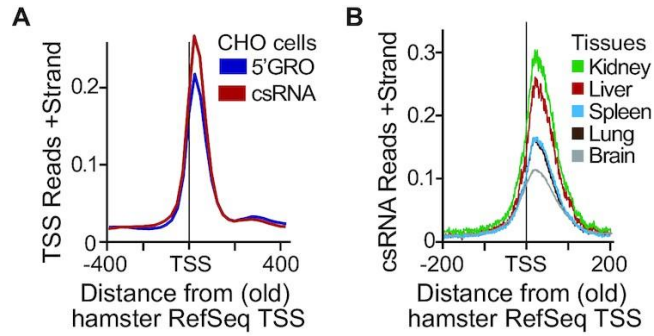 A
TSS Reads +Strand
0.2
0.1
0
CHO cells
5'GRO
csRNA
-400
TSS
400
Distance from (old)
hamster RefSeq TSS
B
csRNA Reads +Strand
0.3
0.2
0.1
0
Tissues
Kidney
Liver
Spleen
Lung
Brain
-200
TSS
200
Distance from (old)
hamster RefSeq TSS